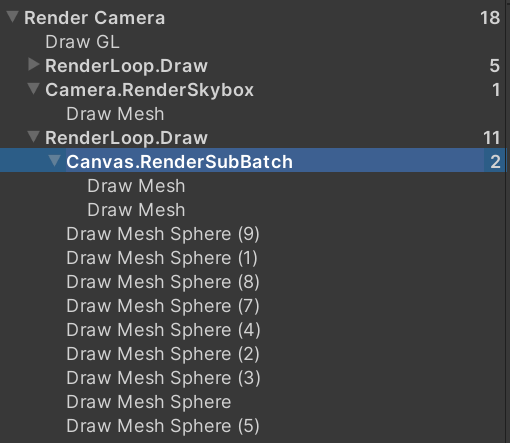 Render Camera 18
Draw GL
RenderLoop.Draw 5
Camera.RenderSkybox 1
Draw Mesh
RenderLoop.Draw 11
Canvas.RenderSubBatch 2
Draw Mesh
Draw Mesh
Draw Mesh Sphere (9)
Draw Mesh Sphere (1)
Draw Mesh Sphere (8)
Draw Mesh Sphere (7)
Draw Mesh Sphere (4)
Draw Mesh Sphere (2)
Draw Mesh Sphere (3)
Draw Mesh Sphere
Draw Mesh Sphere (5)